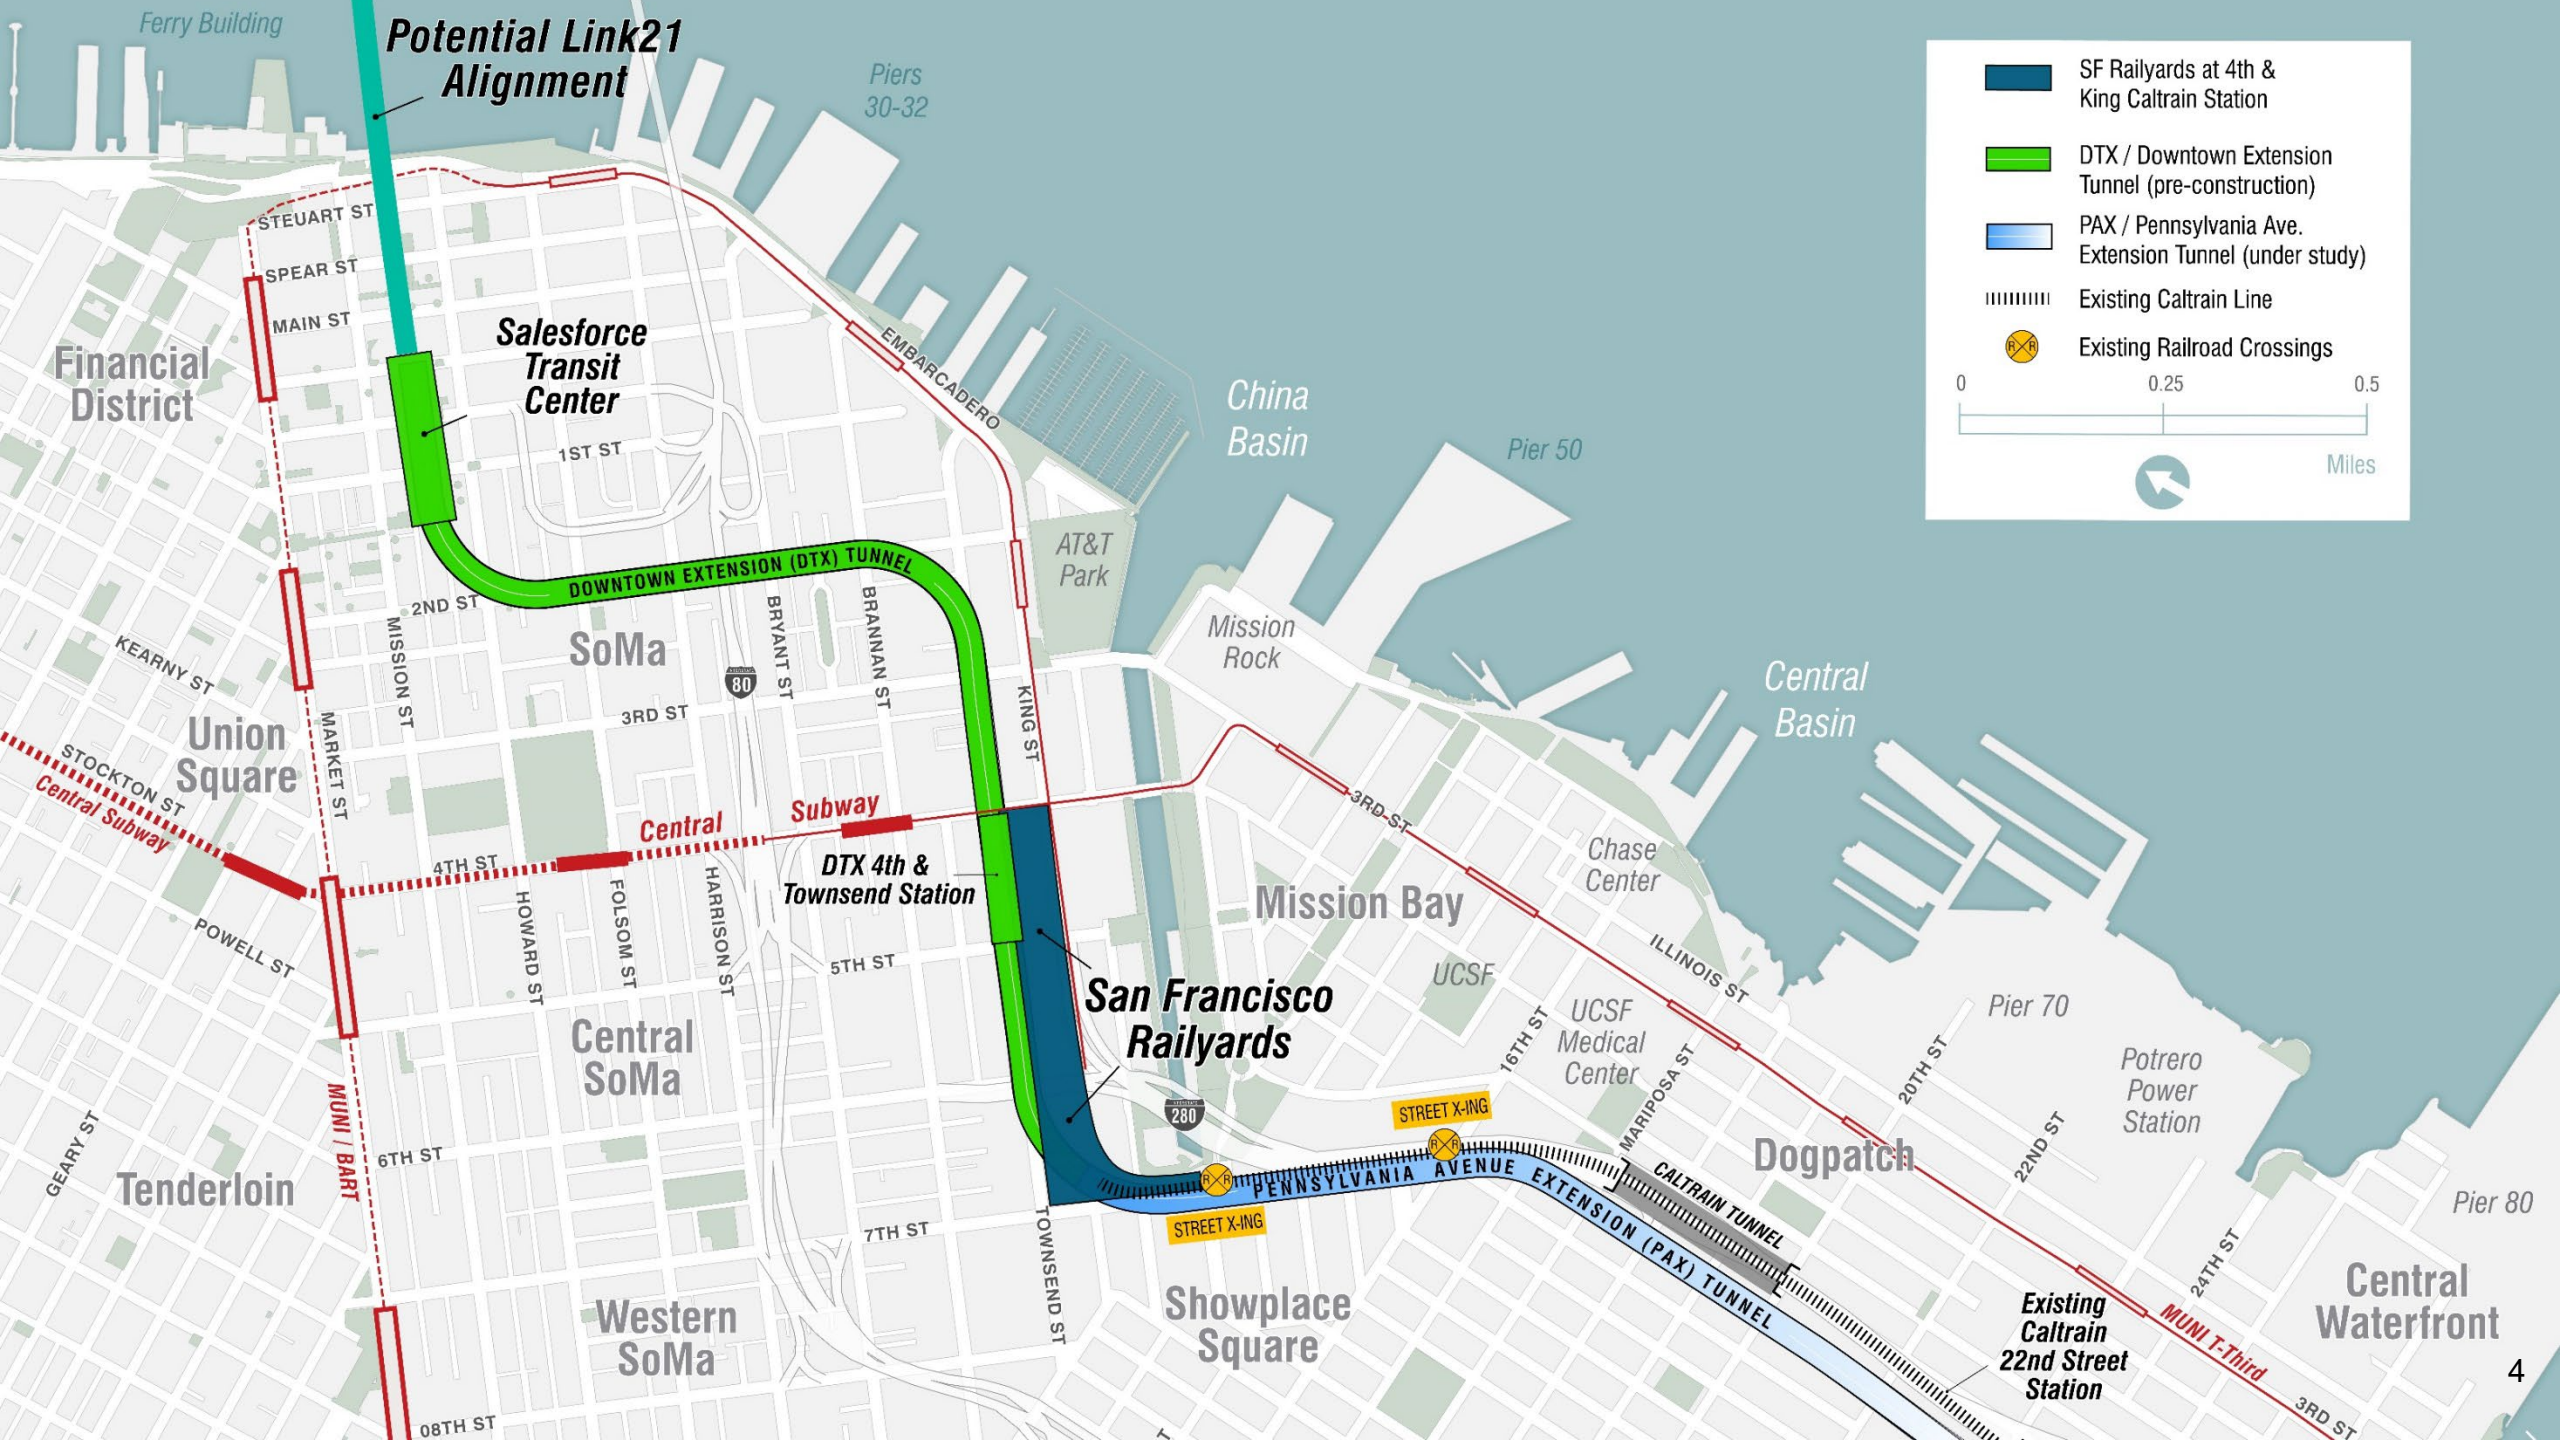 Ferry Building
Potential Link21
Alignment
Piers
30-32
SF Railyards at 4th &
King Caltrain Station
DTX / Downtown Extension
Tunnel (pre-construction)
PAX / Pennsylvania Ave.
Extension Tunnel (under study)
Existing Caltrain Line
R R
Existing Railroad Crossings
0
0.25
0.5
Miles
STEUART ST
SPEAR ST
MAIN ST
Financial
District
Salesforce
Transit
Center
1ST ST
EMBARCADERO
China
Basin
Pier 50
AT&T
Park
DOWNTOWN EXTENSION (DTX) TUNNEL
2ND ST
MISSION ST
SoMa
80
BRYANT ST
BRANNAN ST
KING ST
Mission
Rock
Central
Basin
KEARNY ST
3RD ST
Union
Square
MARKET ST
STOCKTON ST
Central Subway
Central
Subway
4TH ST
DTX 4th &
Townsend Station
3RD ST
Chase
Center
Mission Bay
HOWARD ST
FOLSOM ST
HARRISON ST
POWELL ST
5TH ST
UCSF
ILLINOIS ST
San Francisco
Railyards
16TH ST
UCSF
Medical
Center
MARIPOSA ST
Pier 70
20TH ST
Potrero
Power
Station
22ND ST
Central
SoMa
MUNI / BART
280
STREET X-ING
R R
Dogpatch
GEARY ST
Tenderloin
6TH ST
R R
PENNSYLVANIA AVENUE EXTENSION (PAX) TUNNEL
CALTRAIN TUNNEL
Pier 80
STREET X-ING
7TH ST
TOWNSEND ST
24TH ST
Western
SoMa
Showplace
Square
Existing
Caltrain
22nd Street
Station
MUNI T-Third
Central
Waterfront
4
3RD ST
08TH ST